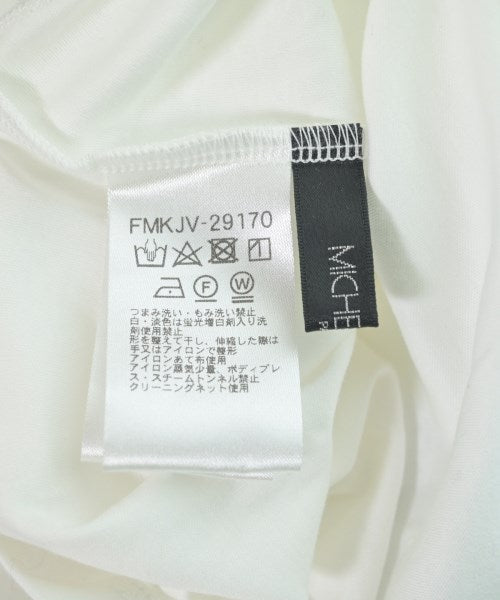 FMKJV-29170
F W
つまみ洗い・もみ洗い禁止
白・淡色は蛍光増白剤入り洗
剤使用禁止
形を整えて干し、伸縮した際は
手又はアイロンで整形
アイロンあて布使用
アイロン蒸気少量、ボディプレ
ス・スチームトンネル禁止
クリーニングネット使用
MCHE
P